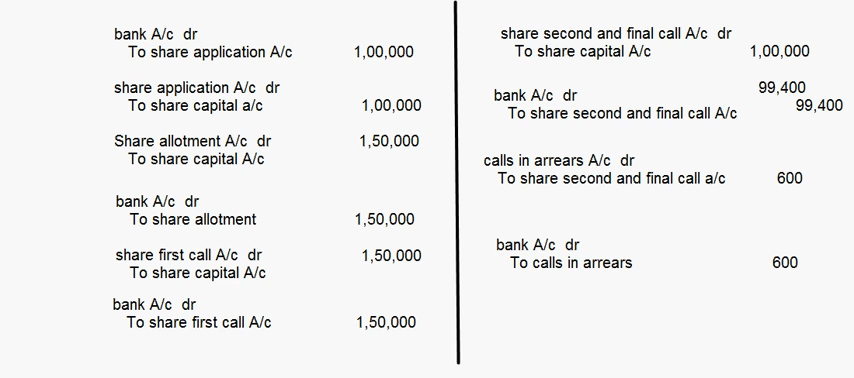 bank A/c dr
To share application A/c 1,00,000
share application A/c dr
To share capital a/c 1,00,000
Share allotment A/c dr 1,50,000
To share capital A/c
bank A/c dr
To share allotment 1,50,000
share first call A/c dr 1,50,000
To share capital A/c
bank A/c dr
To share first call A/c 1,50,000
share second and final call A/c dr
To share capital A/c 1,00,000
bank A/c dr 99,400
To share second and final call A/c 99,400
calls in arrears A/c dr
To share second and final call a/c 600
bank A/c dr
To calls in arrears 600